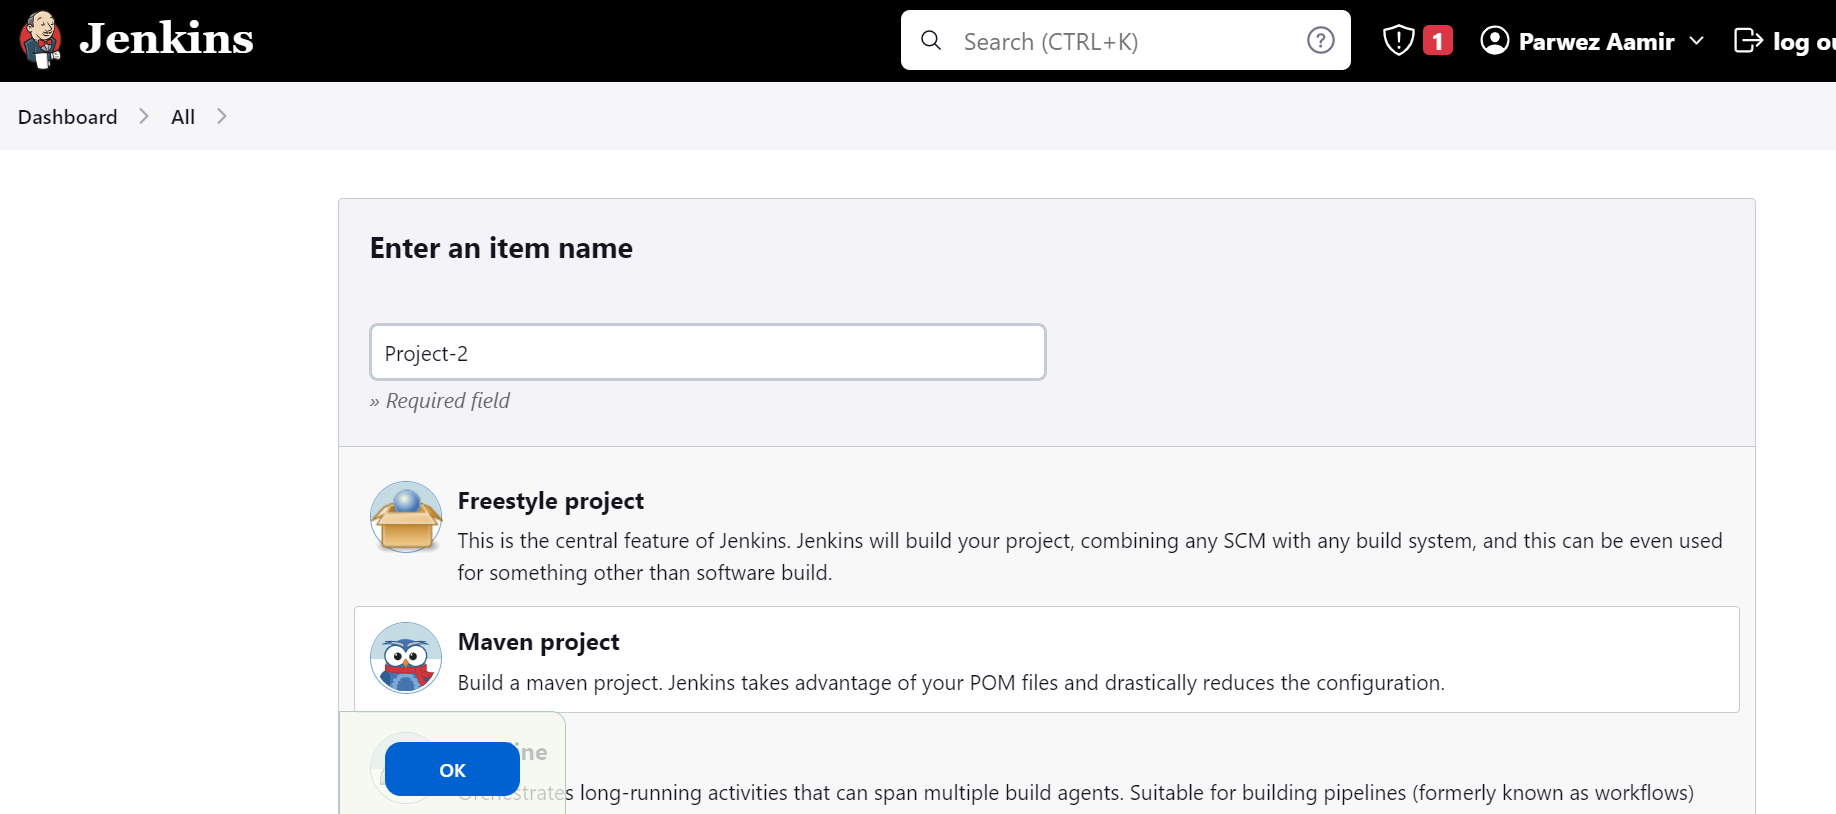 Jenkins
Search (CTRL+K)
1
Parwez Aamir
log ou
Dashboard
All
Enter an item name
Project-2
» Required field
Freestyle project
This is the central feature of Jenkins. Jenkins will build your project, combining any SCM with any build system, and this can be even used
for something other than software build.
Maven project
Build a maven project. Jenkins takes advantage of your POM files and drastically reduces the configuration.
ine
OK
Orchestrates long-running activities that can span multiple build agents. Suitable for building pipelines (formerly known as workflows)